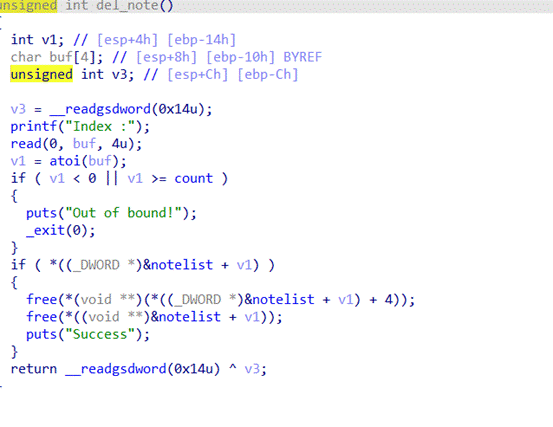 unsigned int del_note()
{
int v1; // [esp+4h] [ebp-14h]
char buf[4]; // [esp+8h] [ebp-10h] BYREF
unsigned int v3; // [esp+Ch] [ebp-Ch]
v3 = __readgsdword(0x14u);
printf("Index :");
read(0, buf, 4u);
v1 = atoi(buf);
if ( v1 < 0 || v1 >= count )
{
puts("Out of bound!");
_exit(0);
}
if ( *((_DWORD *)&notelist + v1) )
{
free(*(void **)(*((_DWORD *)&notelist + v1) + 4));
free(*((void **)&notelist + v1));
puts("Success");
}
return __readgsdword(0x14u) ^ v3;
}